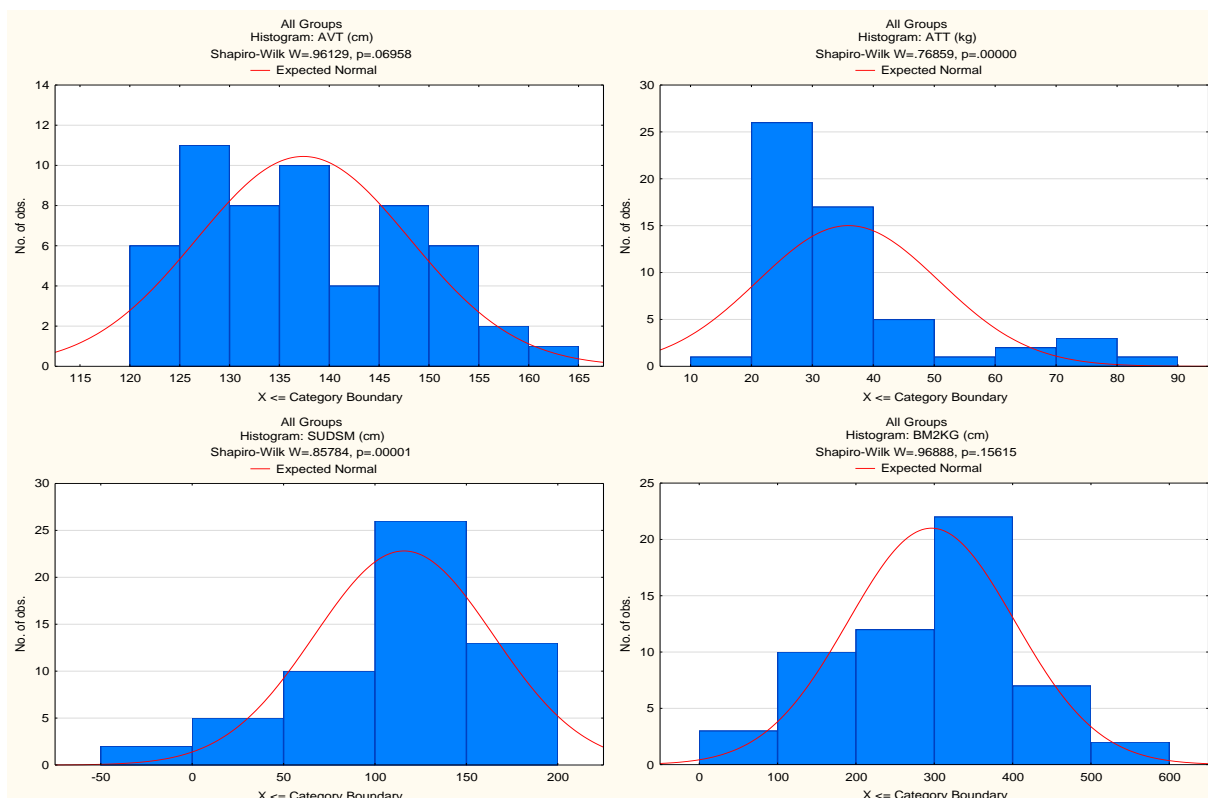 All Groups
Histogram: AVT (cm)
Shapiro-Wilk W=.96129, p=.06958
Expected Normal
14
12
10
8
6
4
2
0
No. of obs.
115 120 125 130 135 140 145 150 155 160 165
X <= Category Boundary
All Groups
Histogram: ATT (kg)
Shapiro-Wilk W=.76859, p=.00000
Expected Normal
30
25
20
15
10
5
0
No. of obs.
10 20 30 40 50 60 70 80 90
X <= Category Boundary
All Groups
Histogram: SUDSM (cm)
Shapiro-Wilk W=.85784, p=.00001
Expected Normal
30
25
20
15
10
5
0
No. of obs.
-50 0 50 100 150 200
X <= Category Boundary
All Groups
Histogram: BM2KG (cm)
Shapiro-Wilk W=.96888, p=.15615
Expected Normal
25
20
15
10
5
0
No. of obs.
0 100 200 300 400 500 600
X <= Category Boundary